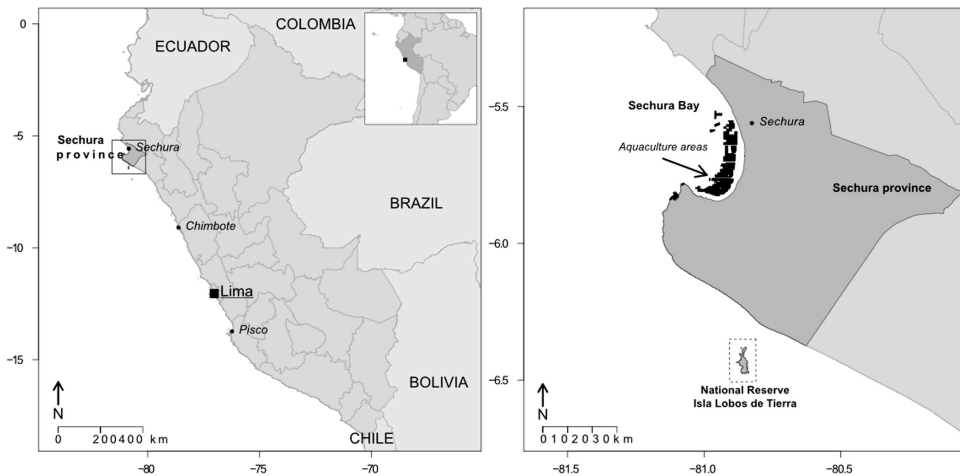 COLOMBIA
ECUADOR
Sechura
province
Sechura
BRAZIL
Chimbote
Lima
Pisco
BOLIVIA
CHILE
N
0 200 400 km
0
−5
−10
−15
−80
−75
−70
Sechura Bay
Sechura
Aquaculture areas
Sechura province
National Reserve
Isla Lobos de Tierra
N
0 10 20 30 km
−5.5
−6.0
−6.5
−81.5
−81.0
−80.5